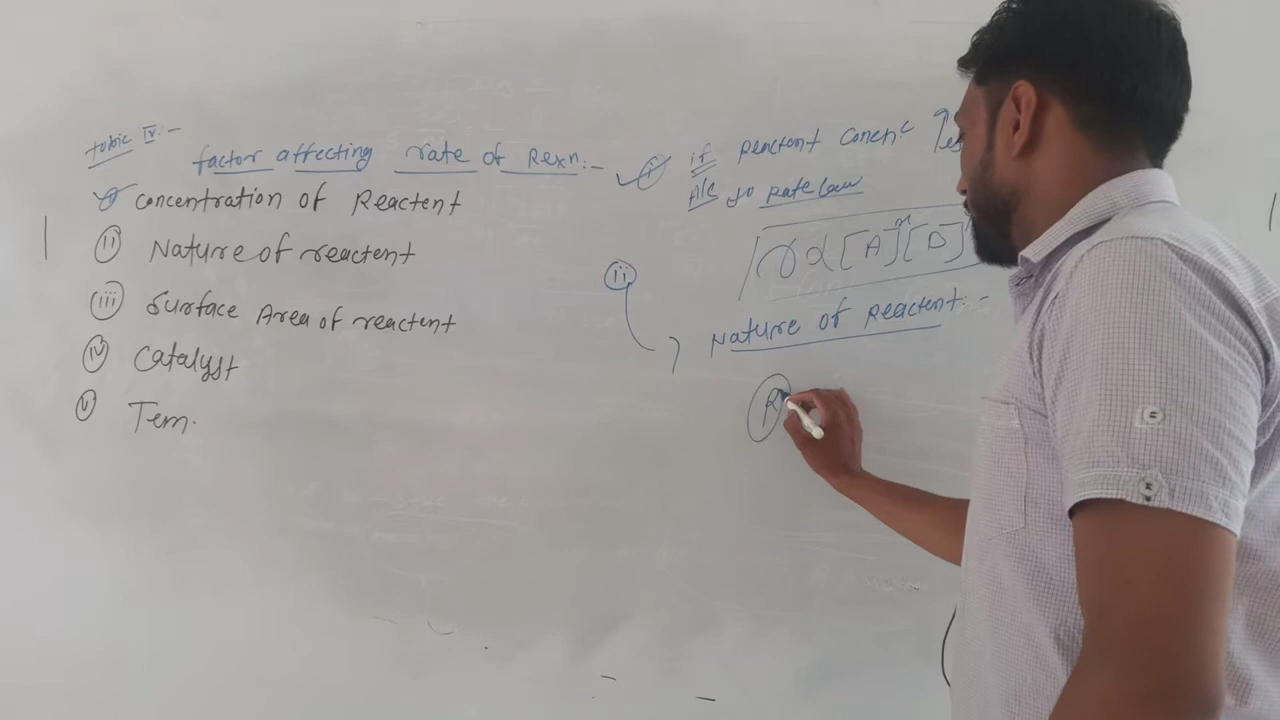 topic IV :-
factor affecting rate of Rexn :-
(i) Concentration of Reactent
(ii) Nature of reactent
(iii) Surface Area of reactent
(iv) Catalyst
(v) Tem.
(i) if Reactent Concn ↑es
A/c to Rate law
r α [A]ᵐ [B]
(ii) Nature of Reactent :-
R